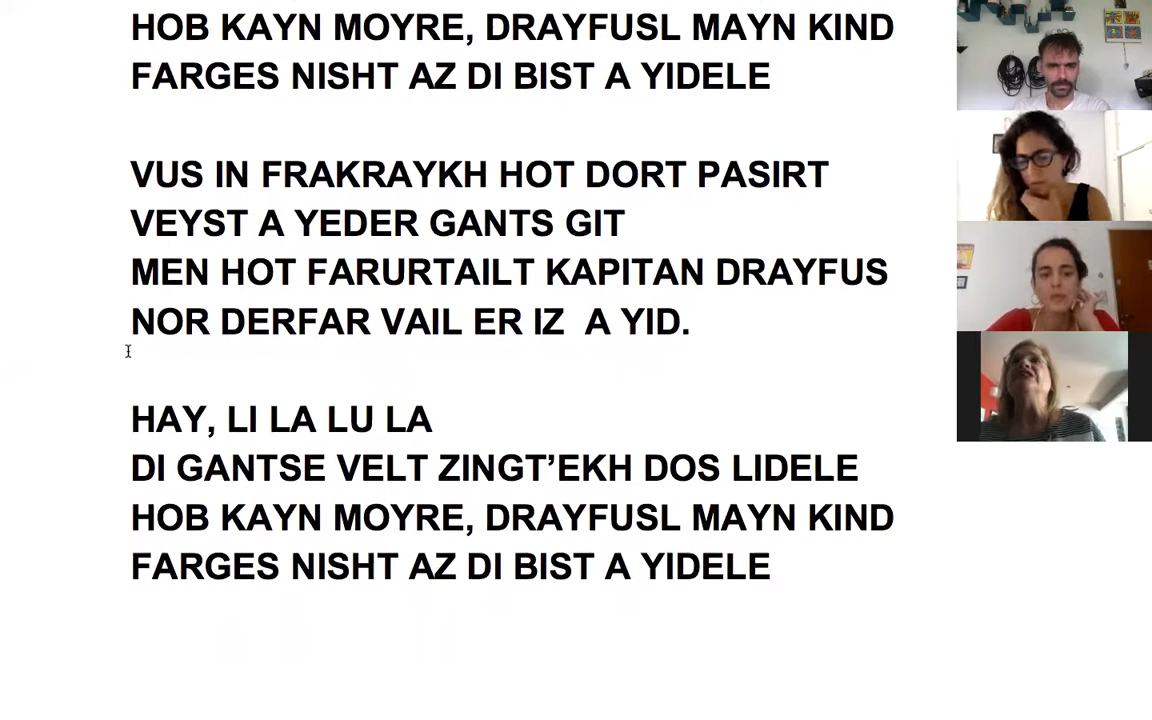 HOB KAYN MOYRE, DRAYFUSL MAYN KIND
FARGES NISHT AZ DI BIST A YIDELE
VUS IN FRAKRAYKH HOT DORT PASIRT
VEYST A YEDER GANTS GIT
MEN HOT FARURTAILT KAPITAN DRAYFUS
NOR DERFAR VAIL ER IZ  A YID.
HAY, LI LA LU LA
DI GANTSE VELT ZINGT’EKH DOS LIDELE
HOB KAYN MOYRE, DRAYFUSL MAYN KIND
FARGES NISHT AZ DI BIST A YIDELE